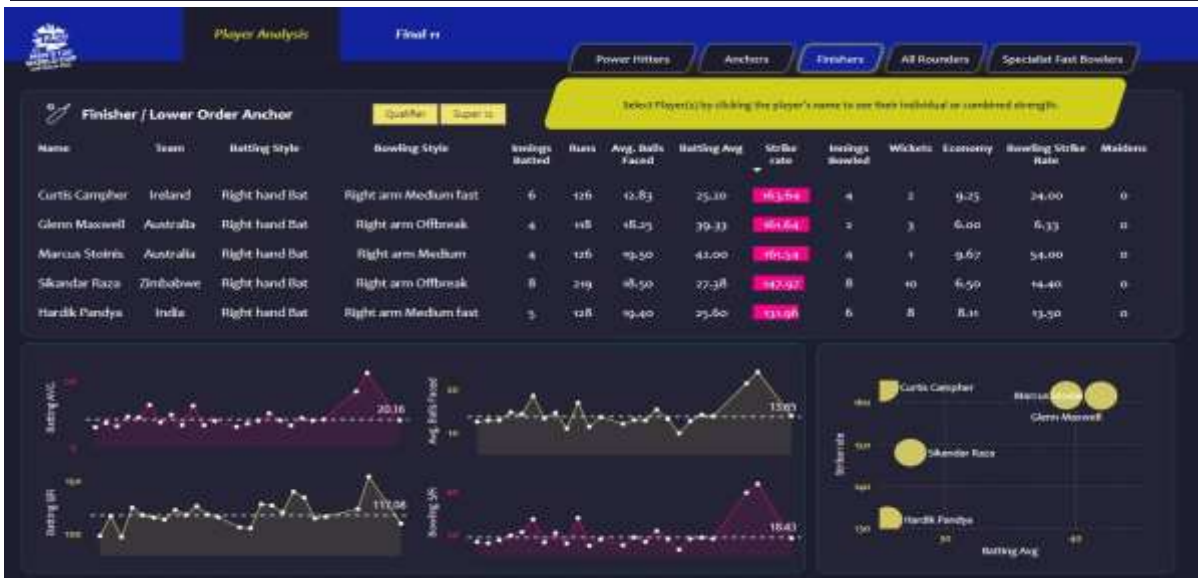 Player Analysis
Final 11
Power Hitters
Anchors
Finishers
All Rounders
Specialist Fast Bowlers
Select Player(s) by clicking the player's name to see their individual or combined strength.
Finisher / Lower Order Anchor
Qualifier
Super 12
Name Team Batting Style Bowling Style Innings Batted Runs Avg. Balls Faced Batting Avg Strike rate Innings Bowled Wickets Economy Bowling Strike Rate Maidens
Curtis Campher Ireland Right hand Bat Right arm Medium fast 6 126 12.83 25.20 163.64 4 2 9.25 24.00 0
Glenn Maxwell Australia Right hand Bat Right arm Offbreak 4 118 18.25 39.33 161.64 2 3 6.00 6.33 0
Marcus Stoinis Australia Right hand Bat Right arm Medium 4 126 19.50 42.00 161.54 4 1 9.67 54.00 0
Sikandar Raza Zimbabwe Right hand Bat Right arm Offbreak 8 219 18.50 27.38 147.97 8 10 6.50 14.40 0
Hardik Pandya India Right hand Bat Right arm Medium fast 5 128 19.40 25.60 131.96 6 8 8.11 13.50 0
Batting AVG
20.16
Avg. Balls Faced
13.63
Batting SR
100
117.08
Bowling SR
18.43
Curtis Campher
Marcus
Glenn Maxwell
Sikandar Raza
Hardik Pandya
Strike rate
140
130
30
40
Batting Avg